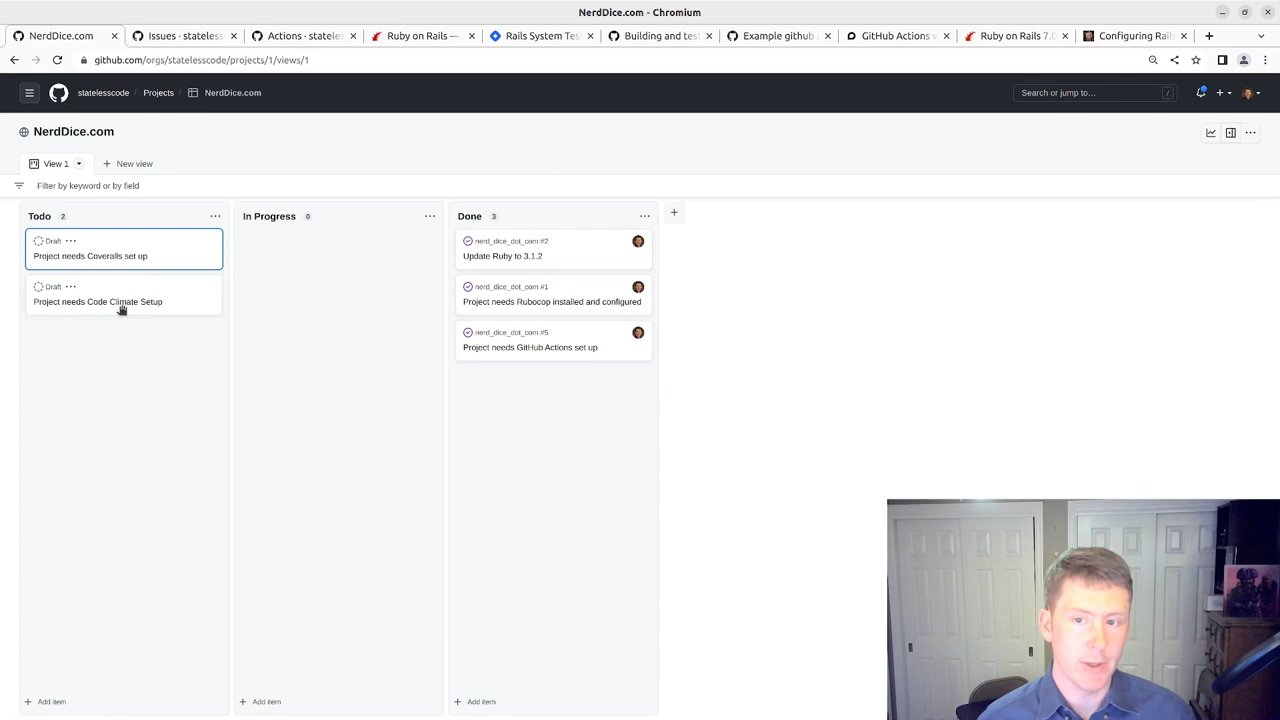 NerdDice.com - Chromium
NerdDice.com
Issues · stateless
Actions · stateles
Ruby on Rails —
Rails System Tes
Building and tes
Example github
GitHub Actions v
Ruby on Rails 7.0
Configuring Rails
github.com/orgs/statelesscode/projects/1/views/1
statelesscode / Projects / NerdDice.com
Search or jump to… /
NerdDice.com
View 1
New view
Filter by keyword or by field
Todo 2
Draft
Project needs Coveralls set up
Draft
Project needs Code Climate Setup
Add item
In Progress 0
Add item
Done 3
nerd_dice_dot_com #2
Update Ruby to 3.1.2
nerd_dice_dot_com #1
Project needs Rubocop installed and configured
nerd_dice_dot_com #5
Project needs GitHub Actions set up
Add item